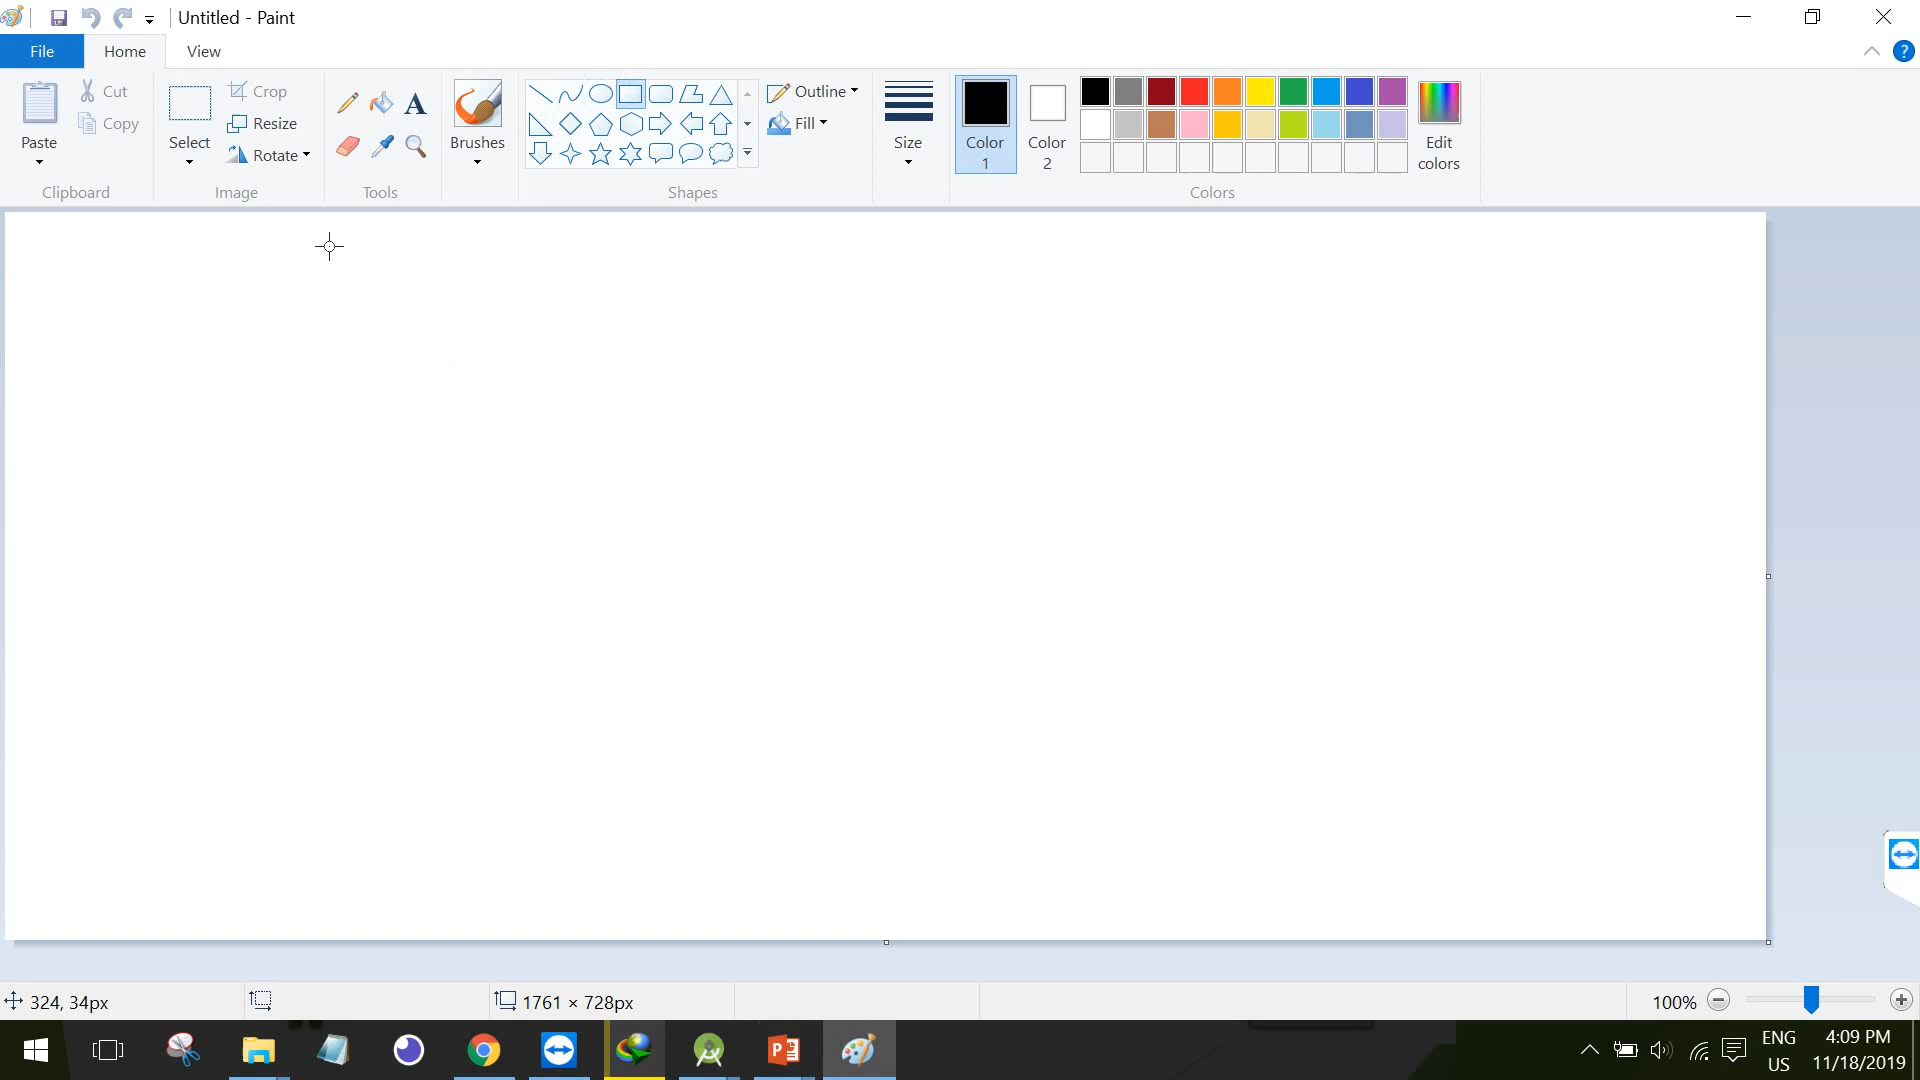 Untitled - Paint
File Home View
Paste
Cut
Copy
Clipboard
Select
Crop
Resize
Rotate
Image
A
Tools
Brushes
Shapes
Outline
Fill
Size
Color 1
Color 2
Edit colors
Colors
324, 34px
1761 × 728px
100%
ENG
US
4:09 PM
11/18/2019